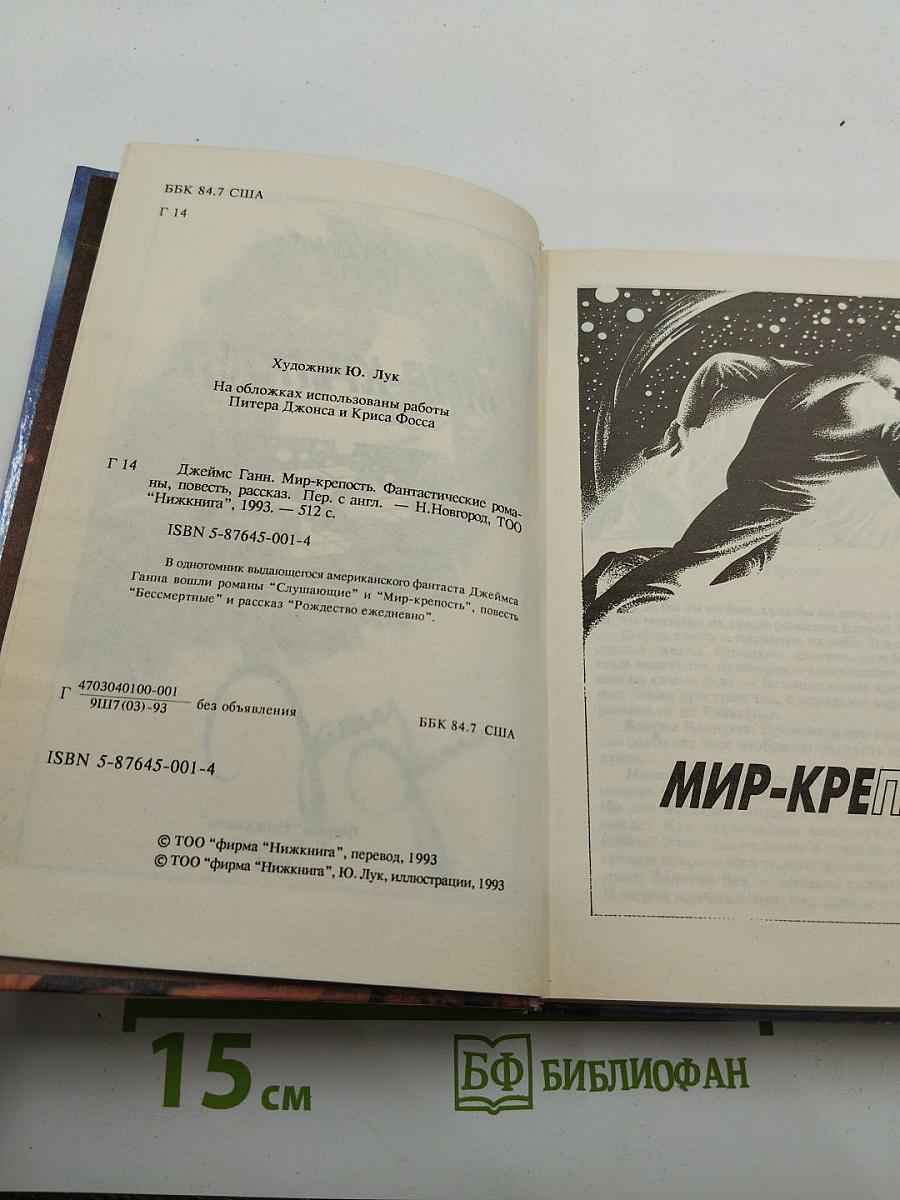 ББК 84.7 США
Г 14
Художник Ю. Лук
На обложках использованы работы
Питера Джонса и Криса Фосса
Г 14
Джеймс Ганн. Мир-крепость. Фантастические рома-
ны, повесть, рассказ. Пер. с англ. — Н.Новгород, ТОО
"Нижкнига", 1993. — 512 с.
ISBN 5-87645-001-4
В однотомник выдающегося американского фантаста Джеймса
Ганна вошли романы "Слушающие" и "Мир-крепость", повесть
"Бессмертные" и рассказ "Рождество ежедневно".
Г 4703040100-001
9Ш7(03)-93 без объявления
ББК 84.7 США
ISBN 5-87645-001-4
© ТОО "фирма "Нижкнига", перевод, 1993
© ТОО "фирма "Нижкнига", Ю. Лук, иллюстрации, 1993
МИР-КРЕП
15 см
БФ БИБЛИОФАН